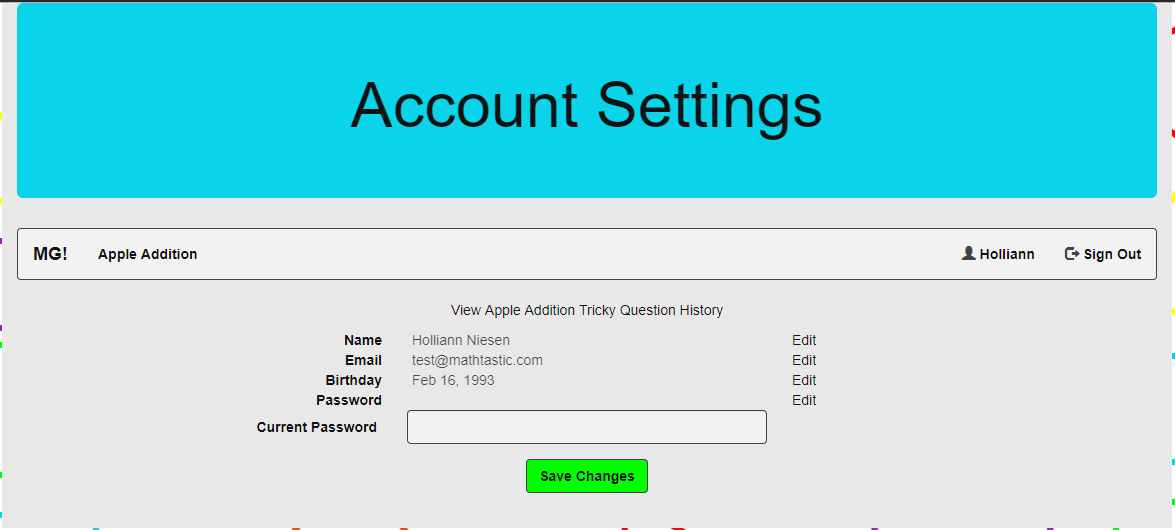 Account Settings
MG! Apple Addition Holliann Sign Out
View Apple Addition Tricky Question History
Name Holliann Niesen Edit
Email test@mathtastic.com Edit
Birthday Feb 16, 1993 Edit
Password Edit
Current Password
Save Changes